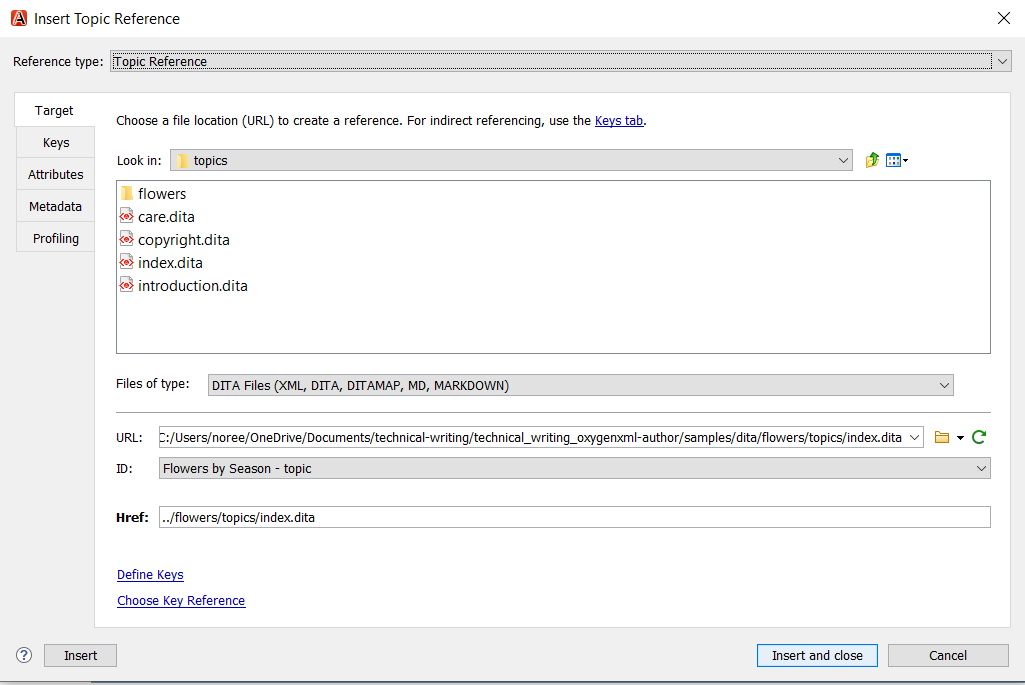 Insert Topic Reference
Reference type: Topic Reference
Target
Keys
Attributes
Metadata
Profiling
Choose a file location (URL) to create a reference. For indirect referencing, use the Keys tab.
Look in: topics
flowers
care.dita
copyright.dita
index.dita
introduction.dita
Files of type: DITA Files (XML, DITA, DITAMAP, MD, MARKDOWN)
URL: C:/Users/noree/OneDrive/Documents/technical-writing/technical_writing_oxygenxml-author/samples/dita/flowers/topics/index.dita
ID: Flowers by Season - topic
Href: ../flowers/topics/index.dita
Define Keys
Choose Key Reference
? Insert Insert and close Cancel